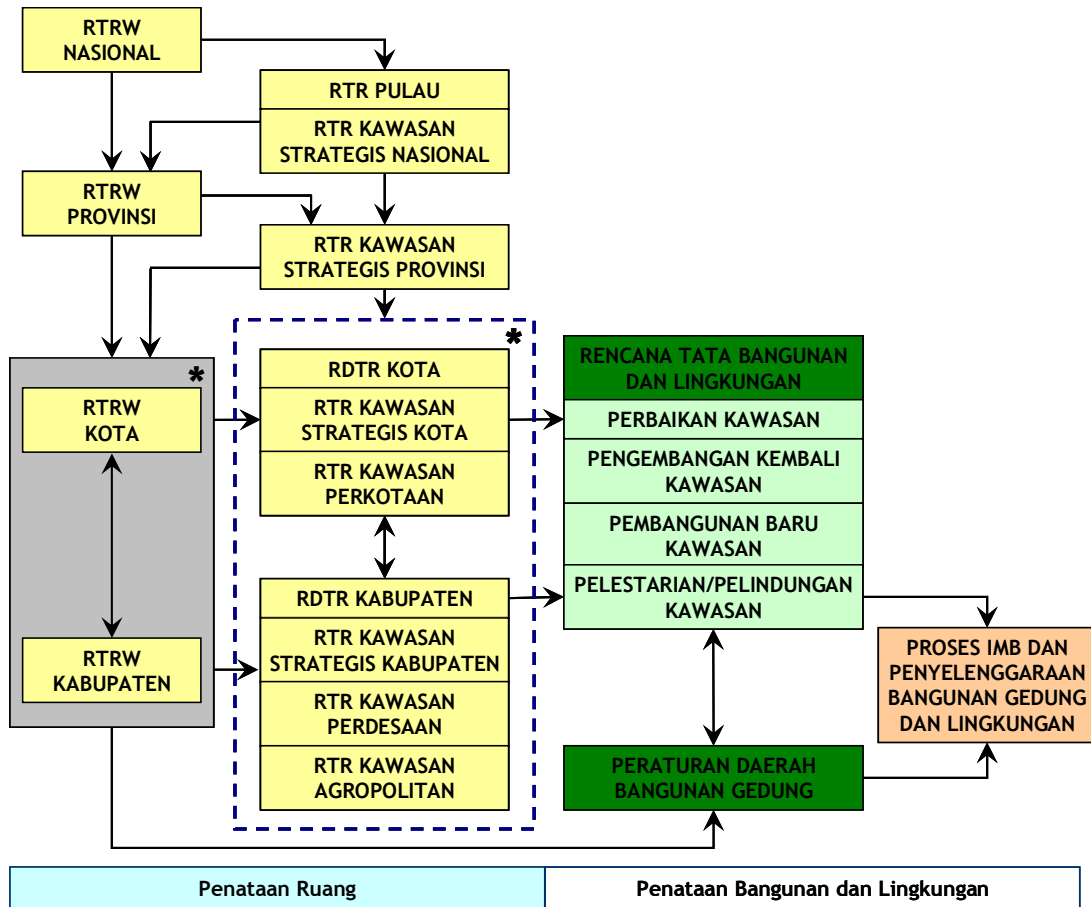 RTRW
NASIONAL
RTR PULAU
RTR KAWASAN
STRATEGIS NASIONAL
RTRW
PROVINSI
RTR KAWASAN
STRATEGIS PROVINSI
*
RTRW
KOTA
RTRW
KABUPATEN
*
RDTR KOTA
RTR KAWASAN
STRATEGIS KOTA
RTR KAWASAN
PERKOTAAN
RDTR KABUPATEN
RTR KAWASAN
STRATEGIS KABUPATEN
RTR KAWASAN
PERDESAAN
RTR KAWASAN
AGROPOLITAN
RENCANA TATA BANGUNAN
DAN LINGKUNGAN
PERBAIKAN KAWASAN
PENGEMBANGAN KEMBALI
KAWASAN
PEMBANGUNAN BARU
KAWASAN
PELESTARIAN/PELINDUNGAN
KAWASAN
PERATURAN DAERAH
BANGUNAN GEDUNG
PROSES IMB DAN
PENYELENGGARAAN
BANGUNAN GEDUNG
DAN LINGKUNGAN
Penataan Ruang
Penataan Bangunan dan Lingkungan